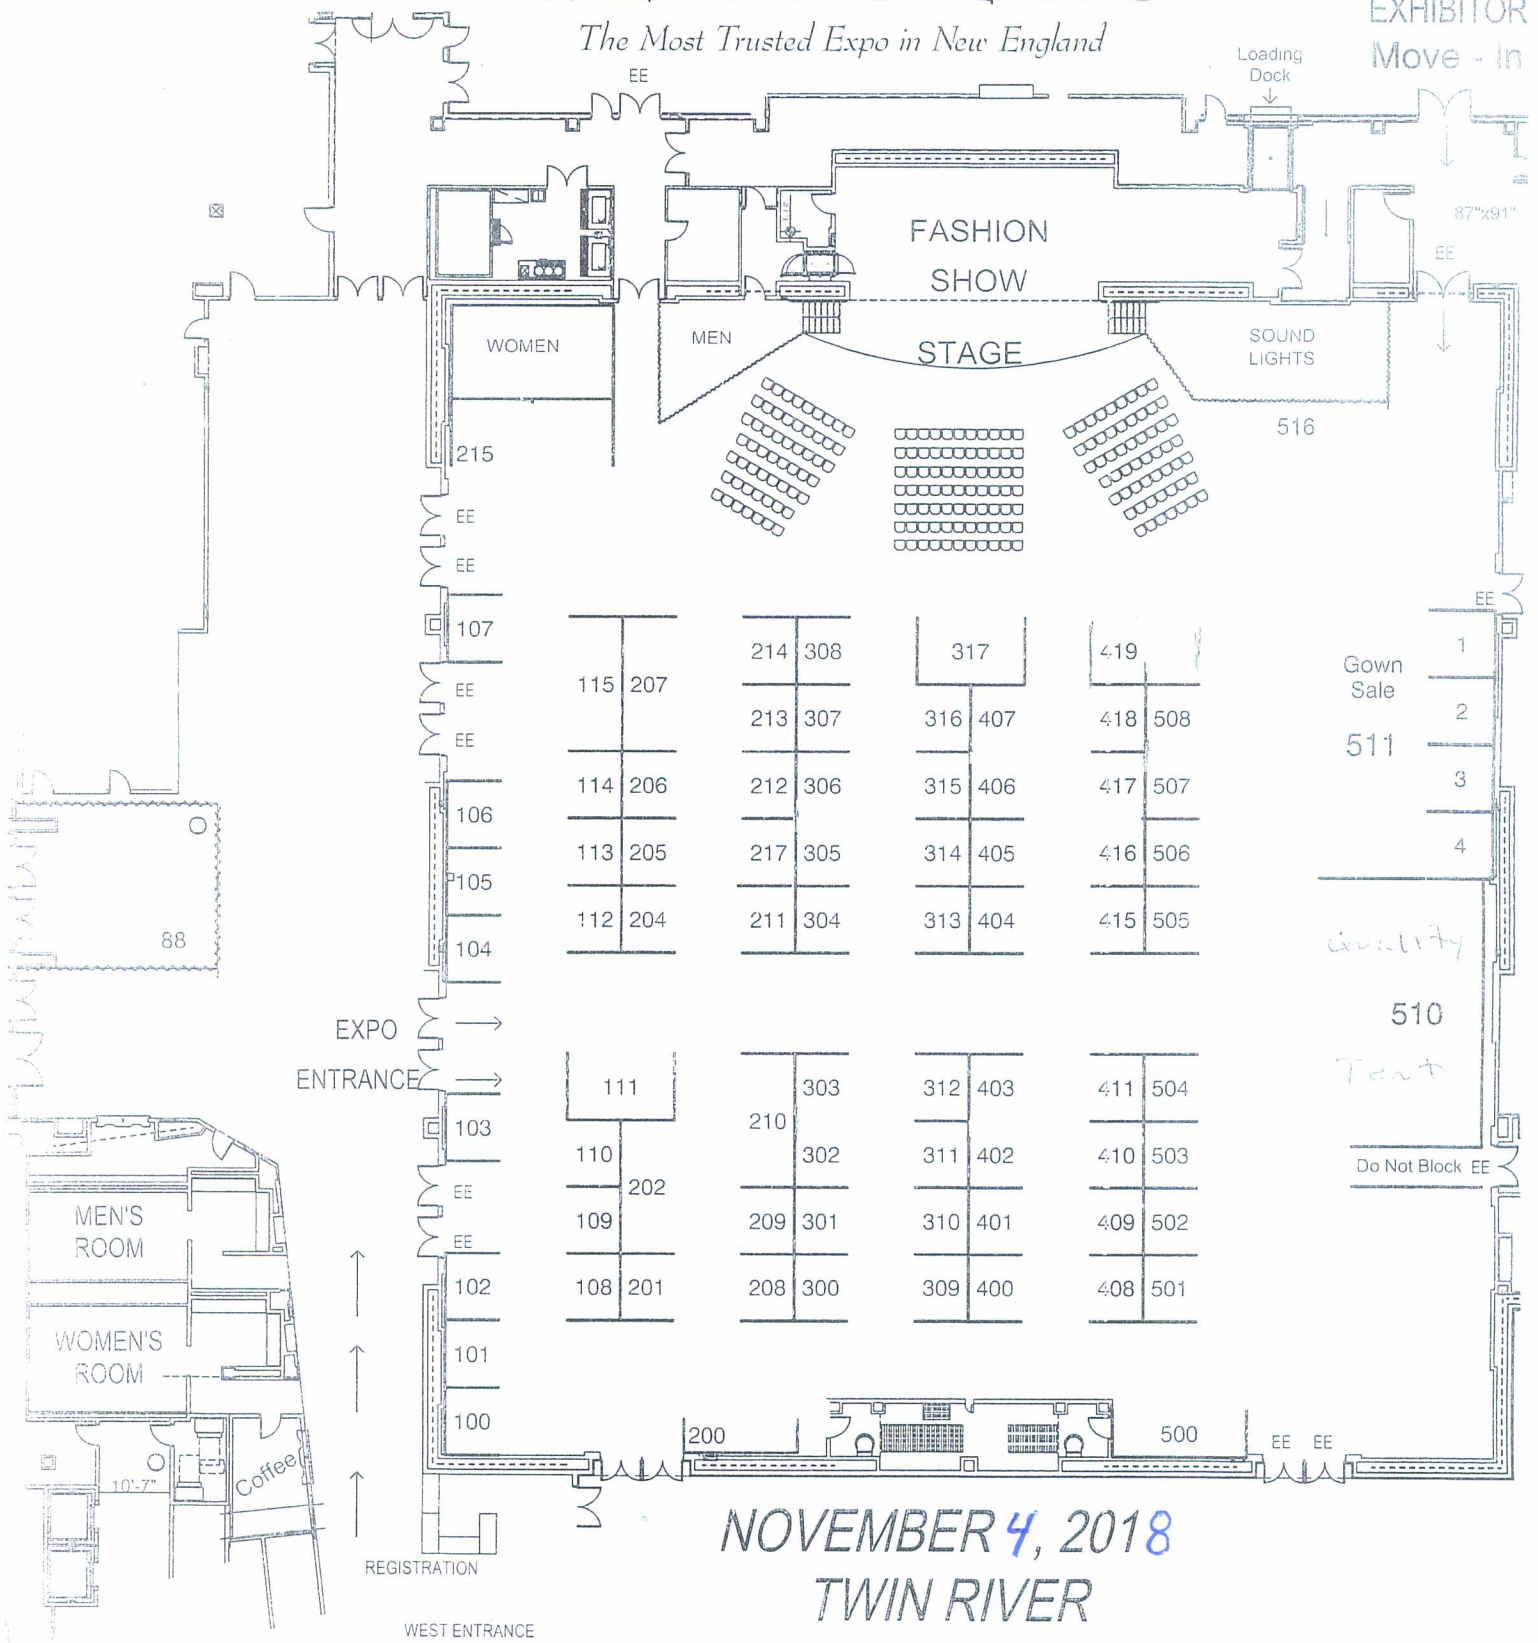 The Most Trusted Expo in New England
EXHIBITOR
Move - In
Loading
Dock
EE
87"x91"
EE
FASHION
SHOW
WOMEN
MEN
STAGE
SOUND
LIGHTS
516
215
EE
EE
EE
107
115 207
214 308
317
419
Gown
Sale
1
EE
213 307
316 407
418 508
2
511
EE
106
114 206
212 306
315 406
417 507
3
105
113 205
217 305
314 405
416 506
4
88
104
112 204
211 304
313 404
415 505
Quality
510
Tent
EXPO
ENTRANCE
111
303
312 403
411 504
103
210
110
302
311 402
410 503
Do Not Block EE
EE
202
MEN'S
ROOM
109
209 301
310 401
409 502
EE
102
108 201
208 300
309 400
408 501
WOMEN'S
ROOM
101
100
200
500
EE EE
10'-7"
Coffee
NOVEMBER 4, 2018
TWIN RIVER
REGISTRATION
WEST ENTRANCE